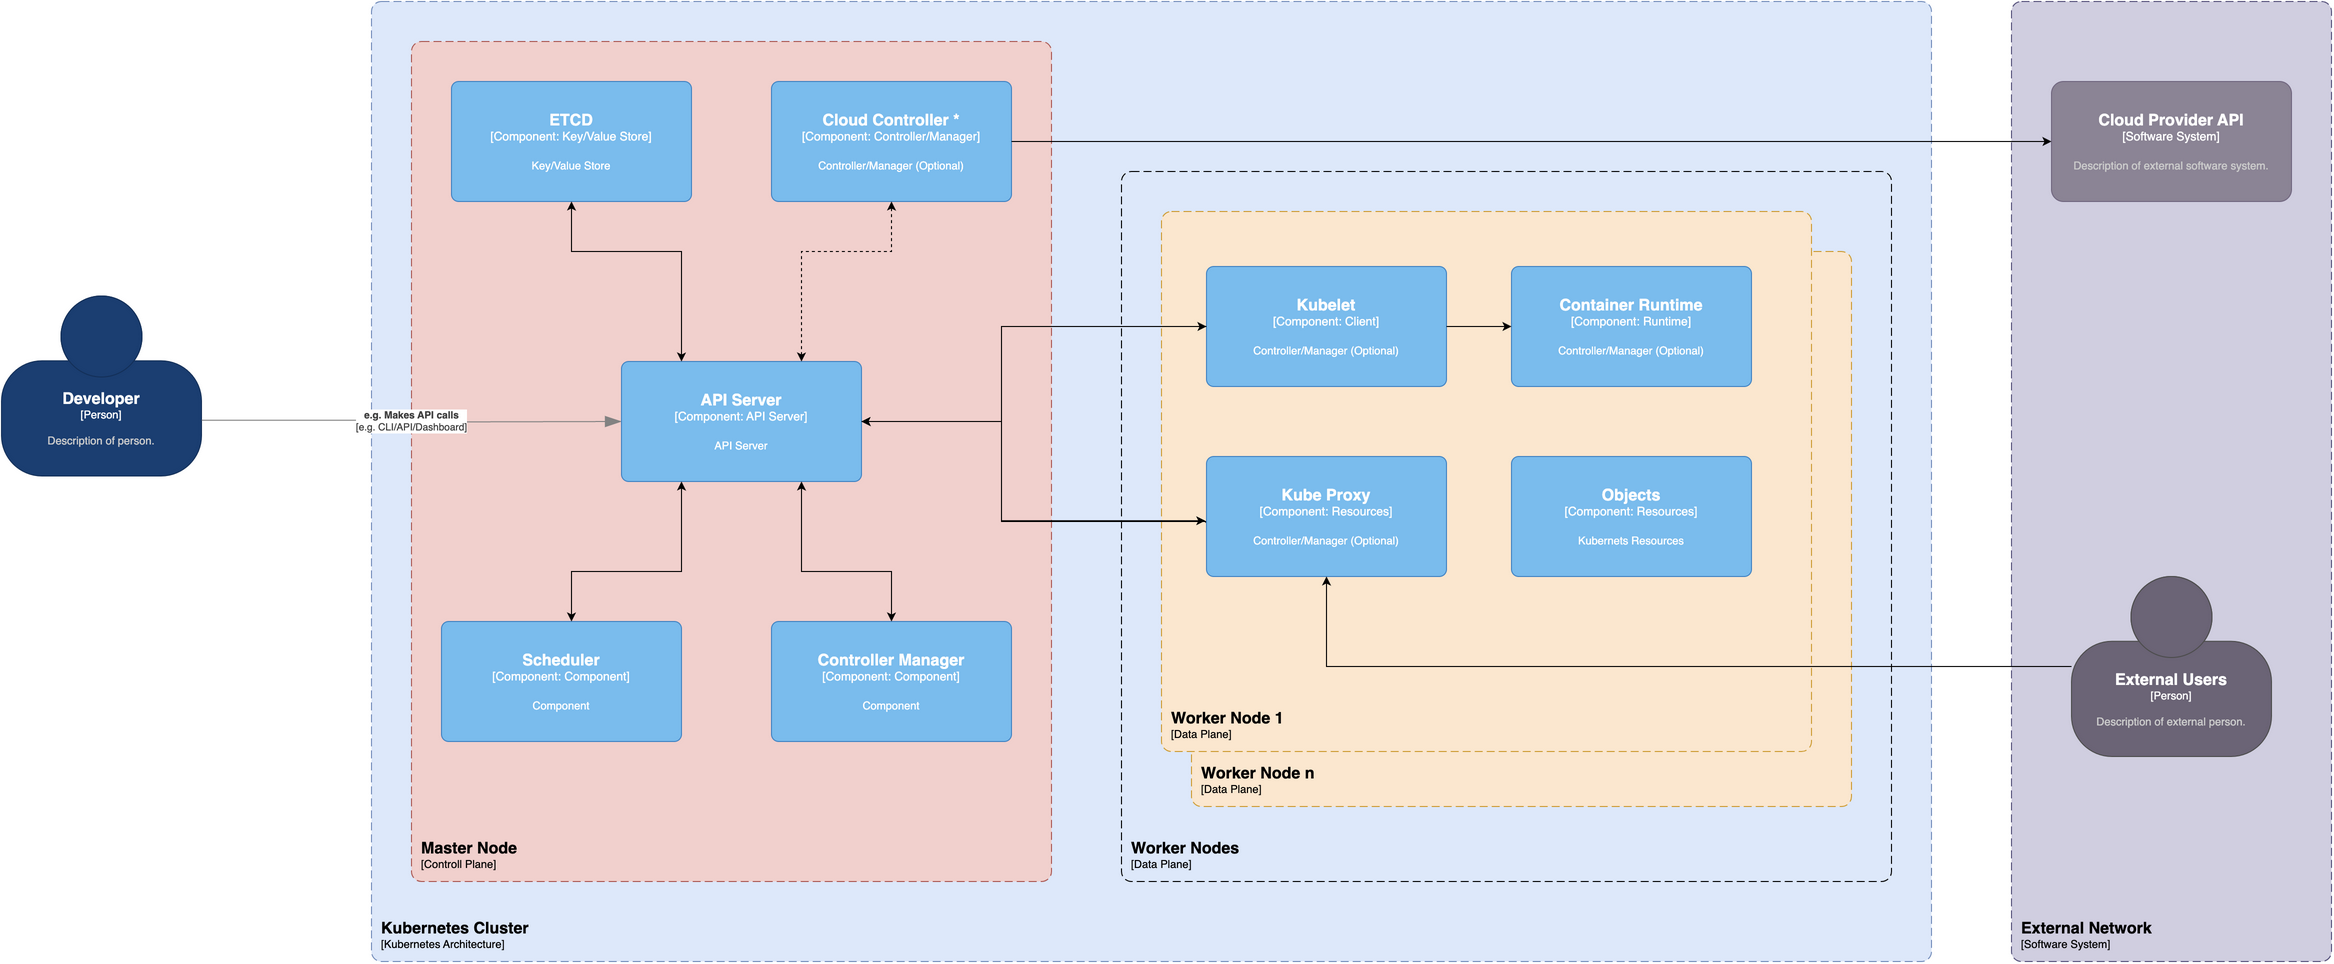 ETCD
[Component: Key/Value Store]
Key/Value Store
Cloud Controller *
[Component: Controller/Manager]
Controller/Manager (Optional)
Cloud Provider API
[Software System]
Description of external software system.
Kubelet
[Component: Client]
Controller/Manager (Optional)
Container Runtime
[Component: Runtime]
Controller/Manager (Optional)
Developer
[Person]
Description of person.
e.g. Makes API calls
[e.g. CLI/API/Dashboard]
API Server
[Component: API Server]
API Server
Kube Proxy
[Component: Resources]
Controller/Manager (Optional)
Objects
[Component: Resources]
Kubernets Resources
Scheduler
[Component: Component]
Component
Controller Manager
[Component: Component]
Component
External Users
[Person]
Description of external person.
Worker Node 1
[Data Plane]
Worker Node n
[Data Plane]
Master Node
[Controll Plane]
Worker Nodes
[Data Plane]
Kubernetes Cluster
[Kubernetes Architecture]
External Network
[Software System]